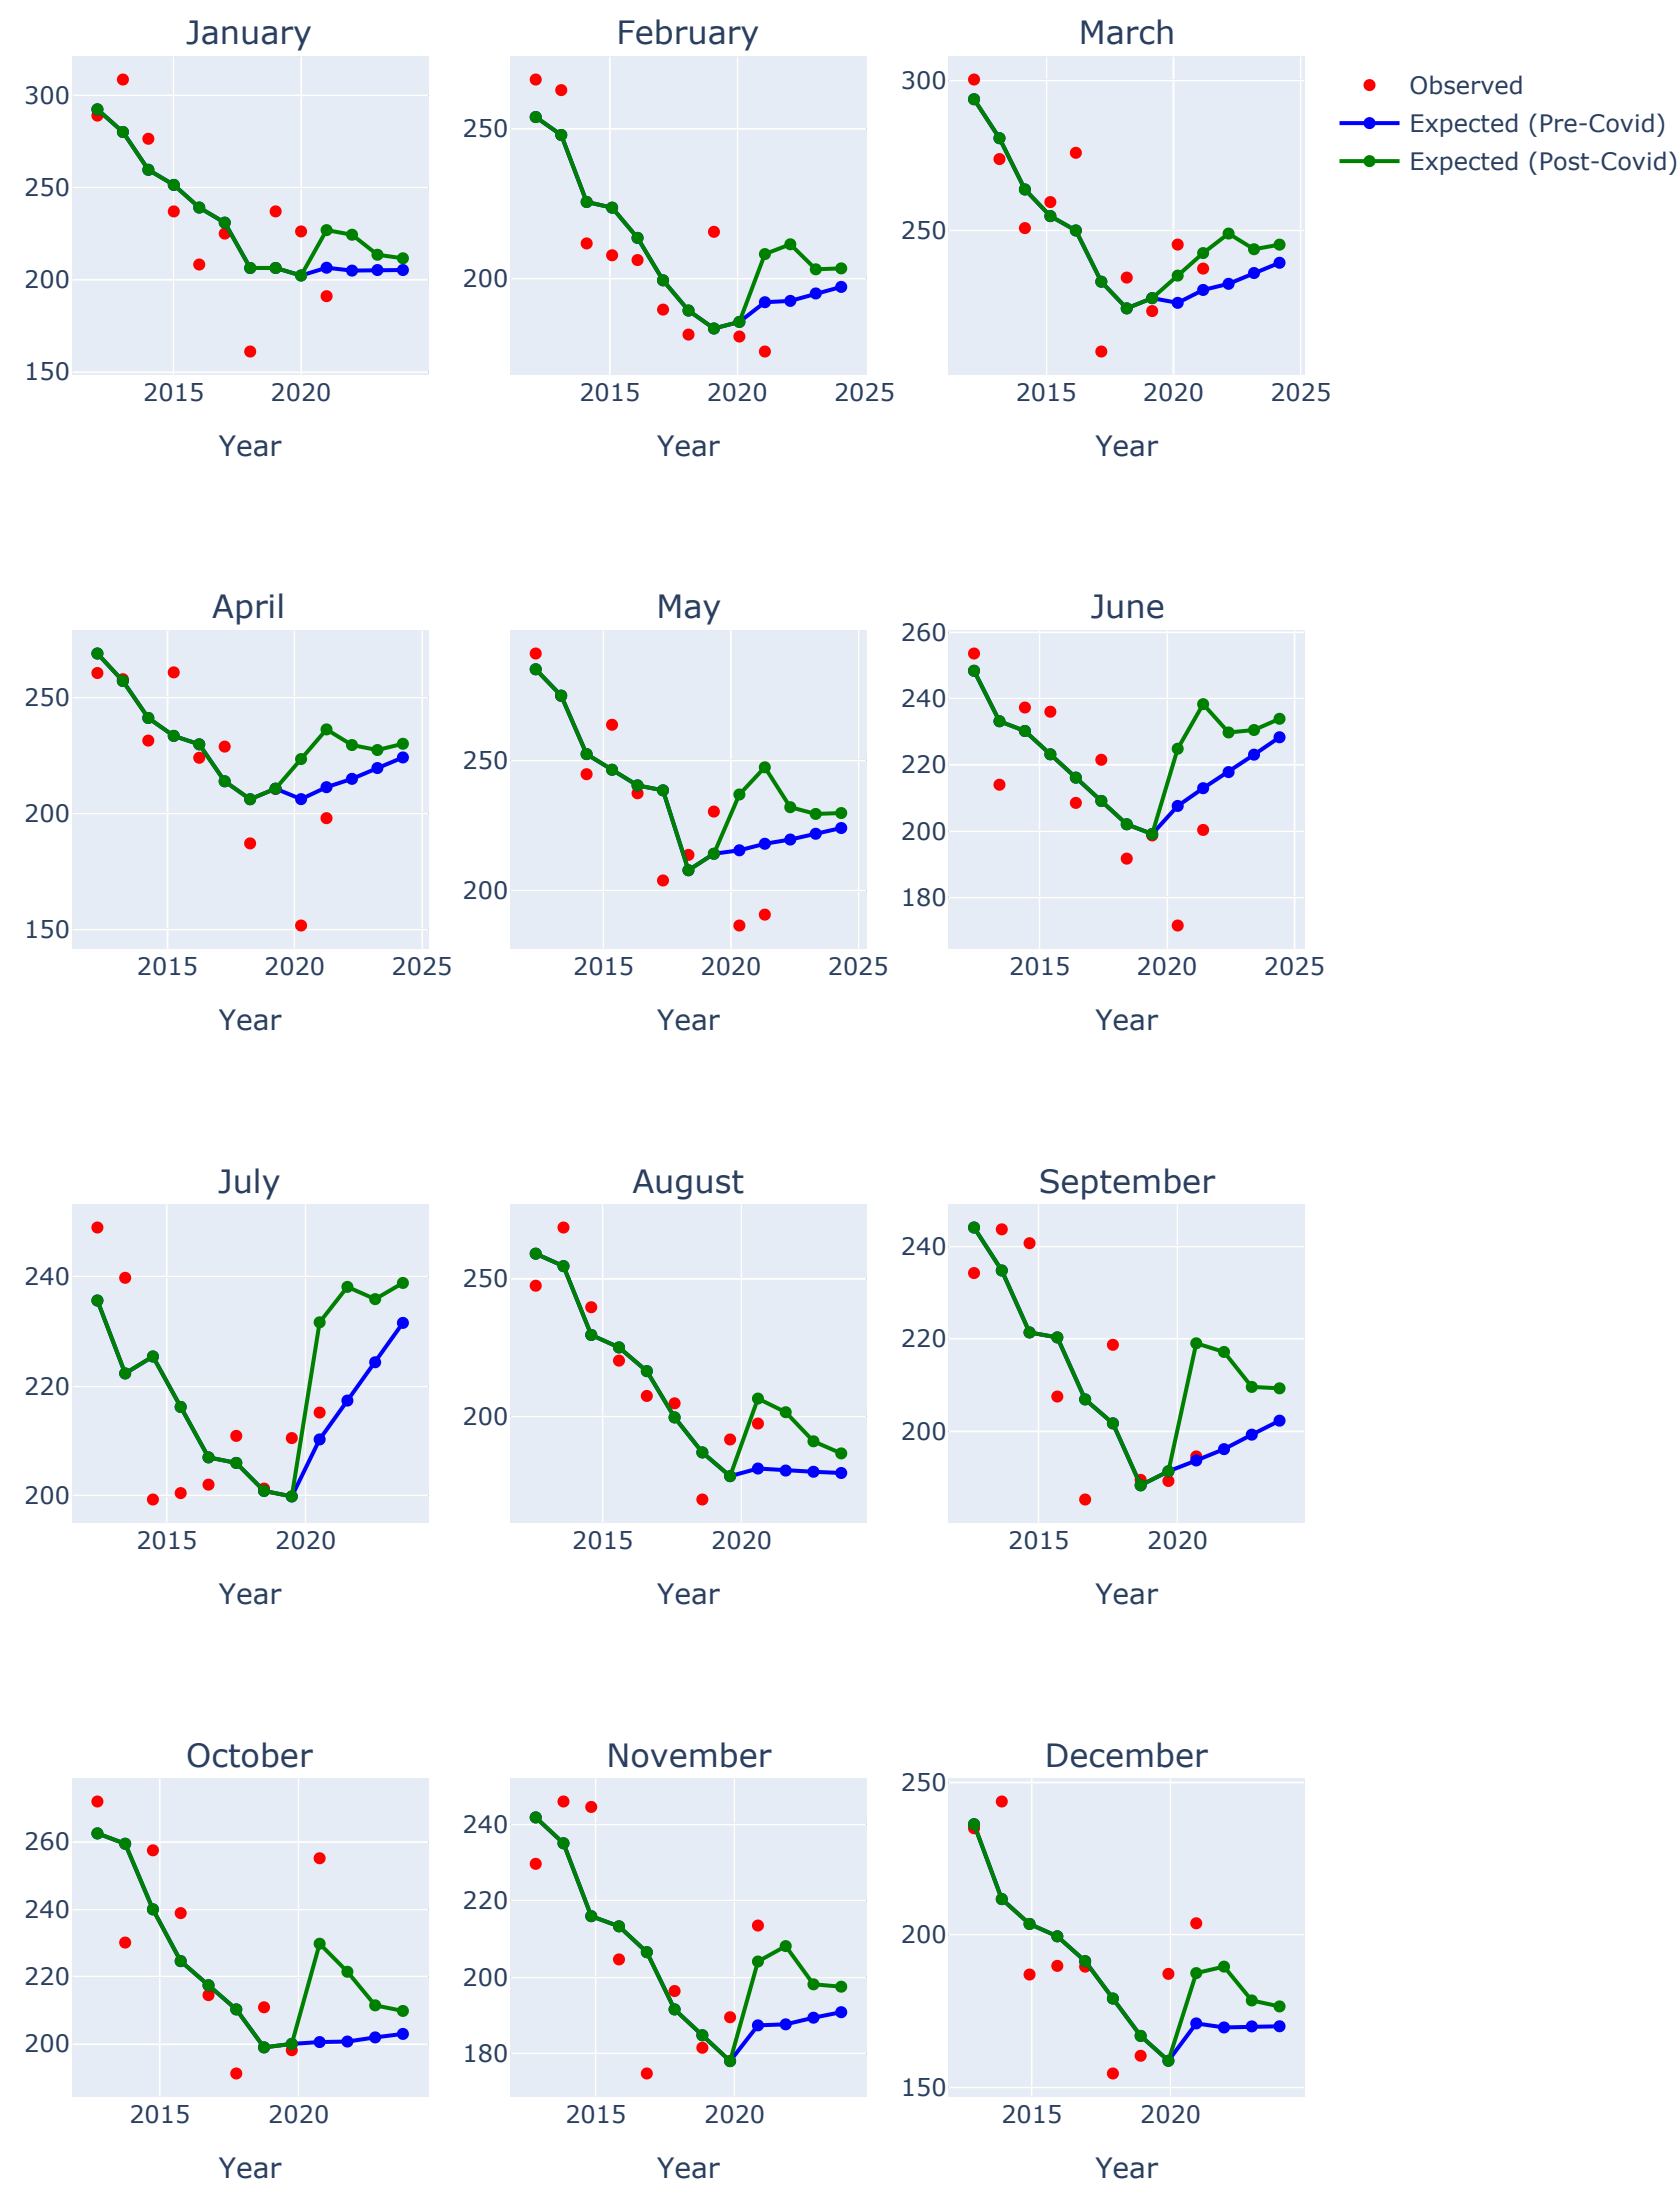 January
February
March
Observed
Expected (Pre-Covid)
Expected (Post-Covid)
300
250
200
150
2015
2020
Year
250
200
2015
2020
2025
Year
300
250
2015
2020
2025
Year
April
May
June
250
200
150
2015
2020
2025
Year
250
200
2015
2020
2025
Year
260
240
220
200
180
2015
2020
2025
Year
July
August
September
240
220
200
2015
2020
Year
250
200
2015
2020
Year
240
220
200
2015
2020
Year
October
November
December
260
240
220
200
2015
2020
Year
240
220
200
180
2015
2020
Year
250
200
150
2015
2020
Year